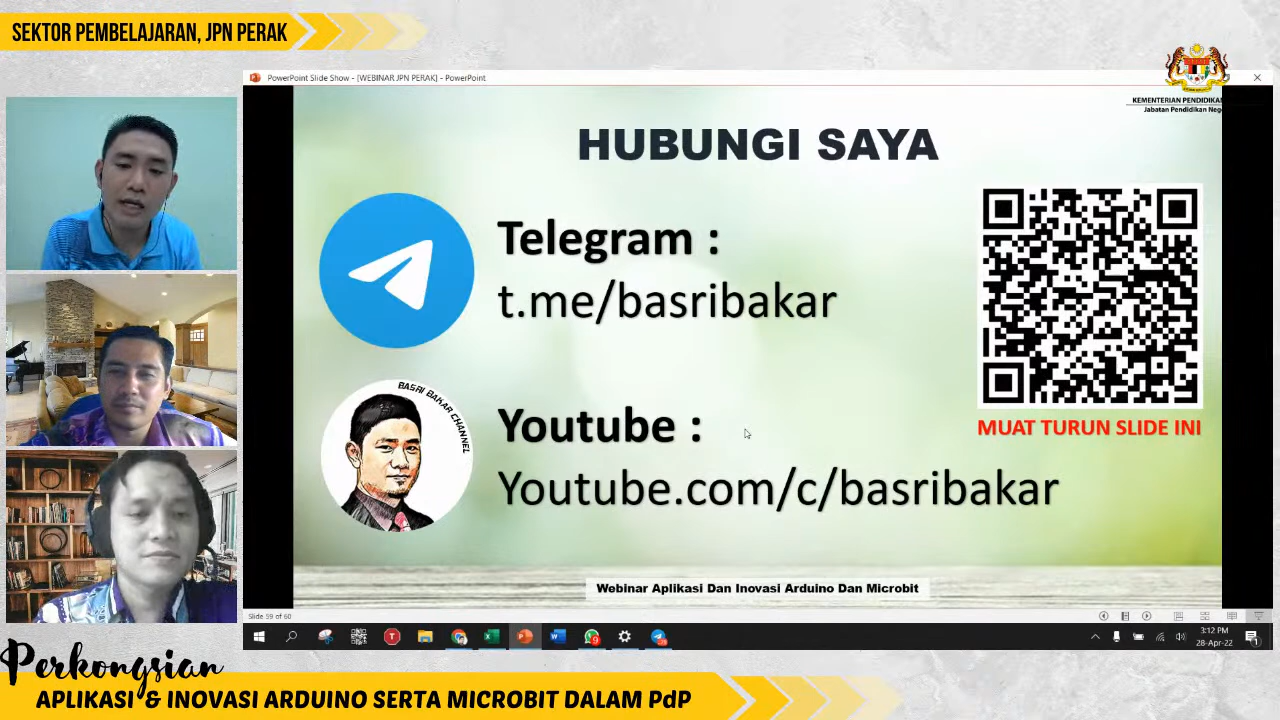 SEKTOR PEMBELAJARAN, JPN PERAK
PowerPoint Slide Show - [WEBINAR JPN PERAK] - PowerPoint
KEMENTERIAN PENDIDIKA
Jabatan Pendidikan Neg
HUBUNGI SAYA
Telegram :
t.me/basribakar
BASRI BAKAR CHANNEL
Youtube :
Youtube.com/c/basribakar
MUAT TURUN SLIDE INI
Webinar Aplikasi Dan Inovasi Arduino Dan Microbit
Slide 59 of 60
3:12 PM
28-Apr-22
Perkongsian
APLIKASI & INOVASI ARDUINO SERTA MICROBIT DALAM PdP